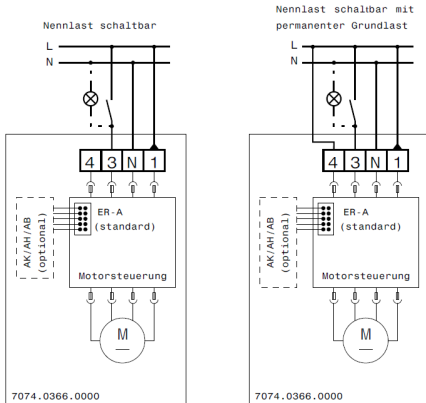 Nennlast schaltbar
L
N
4 3 N 1
AK/AH/AB
(optional)
ER-A
(standard)
Motorsteuerung
M
7074.0366.0000
Nennlast schaltbar mit
permanenter Grundlast
L
N
4 3 N 1
AK/AH/AB
(optional)
ER-A
(standard)
Motorsteuerung
M
7074.0366.0000